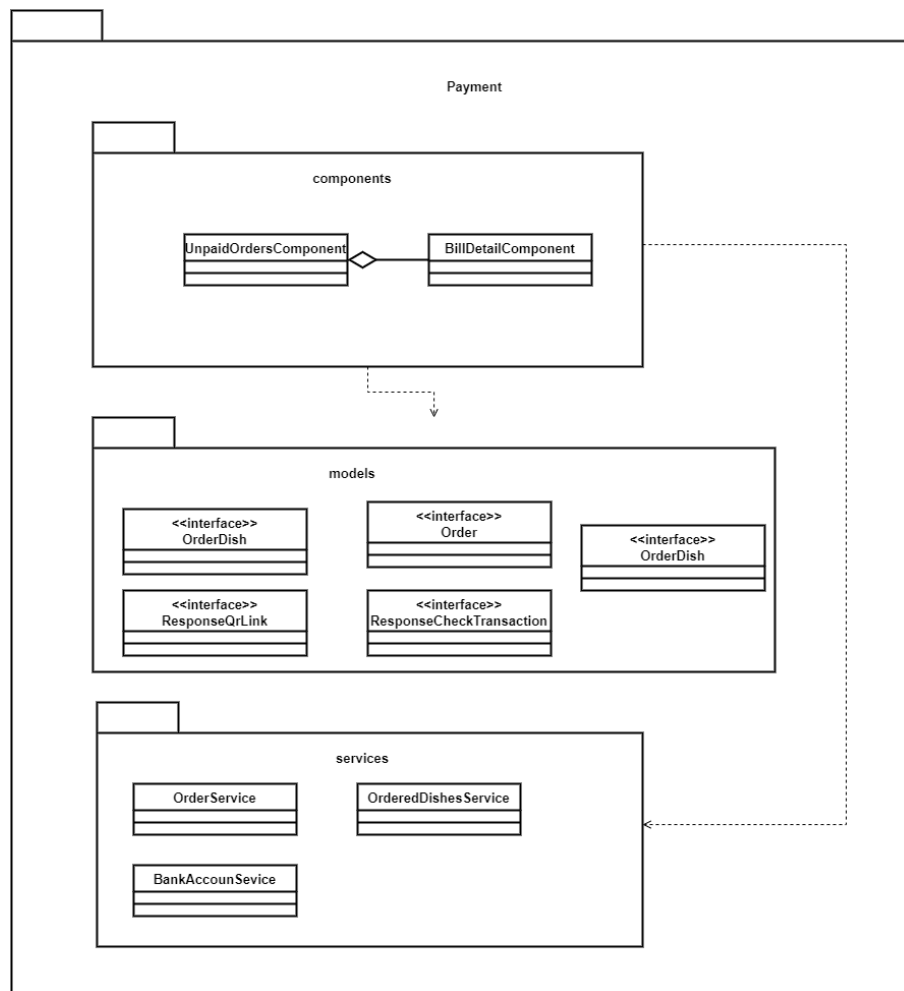 Payment
components
UnpaidOrdersComponent
BillDetailComponent
models
<<interface>>
OrderDish
<<interface>>
Order
<<interface>>
OrderDish
<<interface>>
ResponseQrLink
<<interface>>
ResponseCheckTransaction
services
OrderService
OrderedDishesService
BankAccounSevice